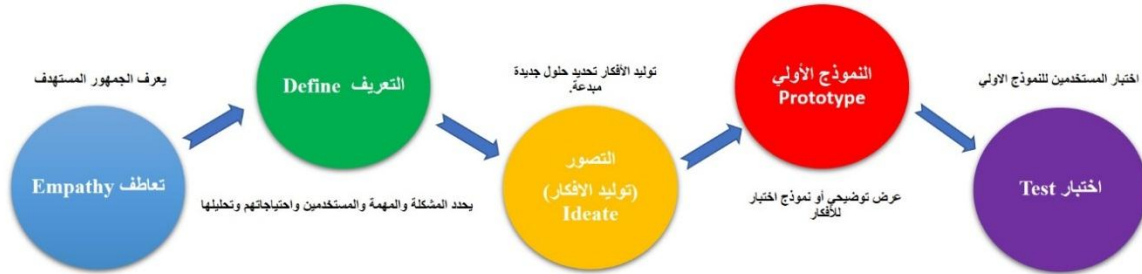 يعرف الجمهور المستهدف
تعاطف Empathy
التعريف Define
يحدد المشكلة والمهمة والمستخدمين واحتياجاتهم وتحليلها
توليد الأفكار تحديد حلول جديدة
مبدعة.
التصور
(توليد الافكار)
Ideate
النموذج الأولي
Prototype
عرض توضيحي أو نموذج اختبار
للأفكار
اختبار المستخدمين للنموذج الاولي
اختبار Test